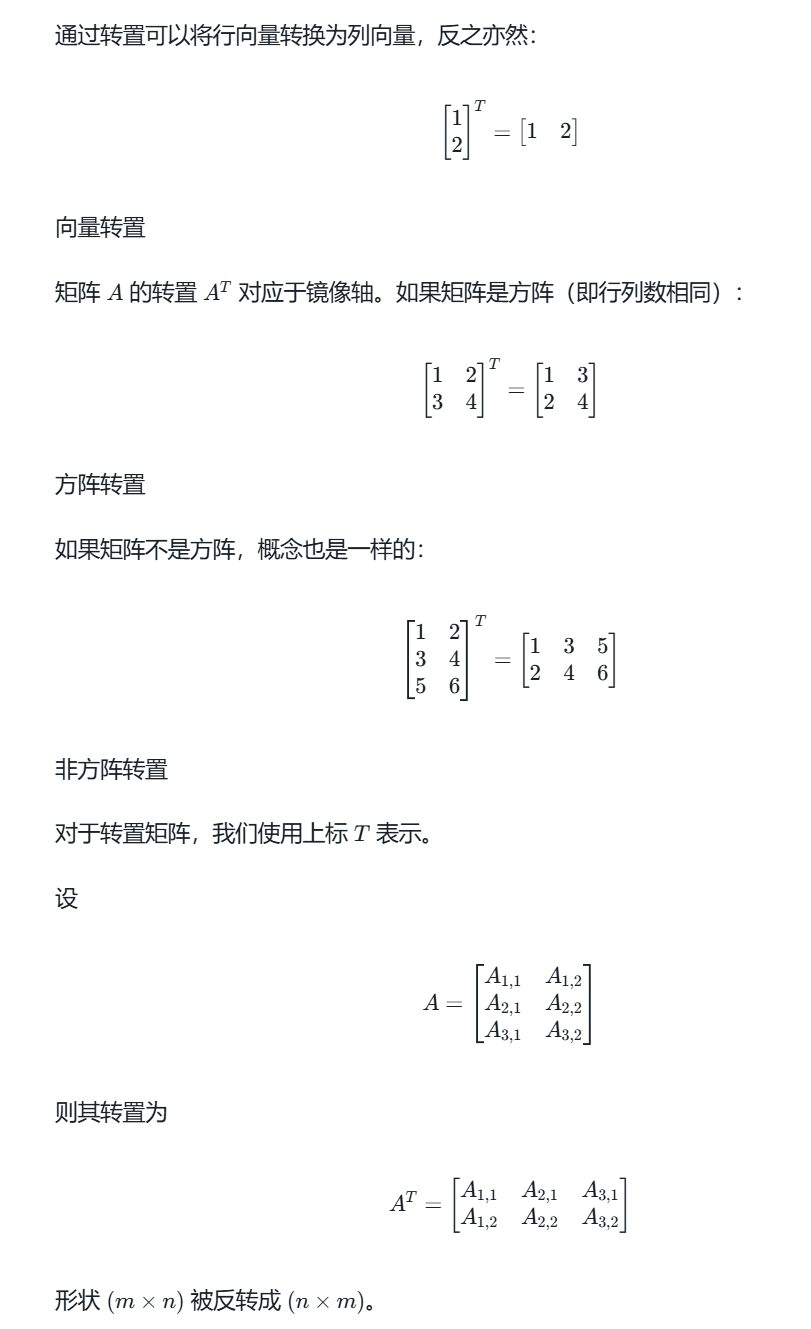 通过转置可以将行向量转换为列向量，反之亦然：
$$\begin{bmatrix} 1 \\ 2 \end{bmatrix}^T = \begin{bmatrix} 1 & 2 \end{bmatrix}$$
向量转置
矩阵 $A$ 的转置 $A^T$ 对应于镜像轴。如果矩阵是方阵（即行列数相同）：
$$\begin{bmatrix} 1 & 2 \\ 3 & 4 \end{bmatrix}^T = \begin{bmatrix} 1 & 3 \\ 2 & 4 \end{bmatrix}$$
方阵转置
如果矩阵不是方阵，概念也是一样的：
$$\begin{bmatrix} 1 & 2 \\ 3 & 4 \\ 5 & 6 \end{bmatrix}^T = \begin{bmatrix} 1 & 3 & 5 \\ 2 & 4 & 6 \end{bmatrix}$$
非方阵转置
对于转置矩阵，我们使用上标 $T$ 表示。
设
$$A = \begin{bmatrix} A_{1,1} & A_{1,2} \\ A_{2,1} & A_{2,2} \\ A_{3,1} & A_{3,2} \end{bmatrix}$$
则其转置为
$$A^T = \begin{bmatrix} A_{1,1} & A_{2,1} & A_{3,1} \\ A_{1,2} & A_{2,2} & A_{3,2} \end{bmatrix}$$
形状 $(m \times n)$ 被反转成 $(n \times m)$。